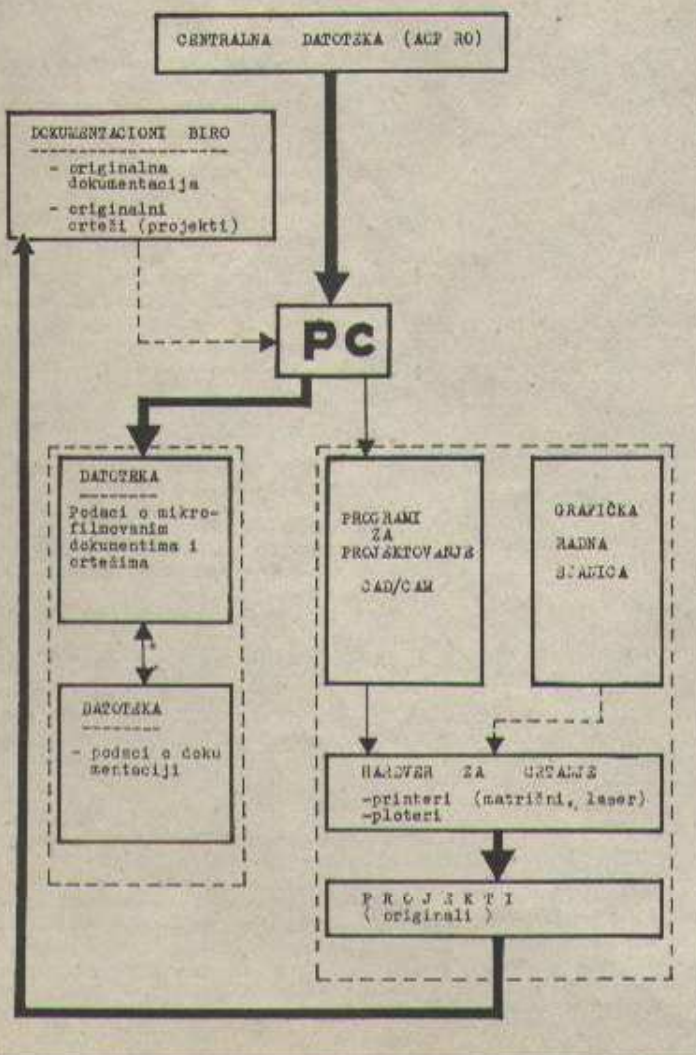 CENTRALNA DATOTEKA (AOP RO)
DOKUMENTACIONI BIRO
- originalna
dokumentacija
- originalni
crteži (projekti)
PC
DATOTEKA
Podaci o mikro-
filmovanim
dokumentima i
crtežima
DATOTEKA
- podaci o doku
mentaciji
PROGRAMI
ZA
PROJEKTOVANJE
CAD/CAM
GRAFIČKA
RADNA
STANICA
HARDVER ZA CRTANJE
-printeri (matrični, laser)
-ploteri
P R O J E K T I
( originali )